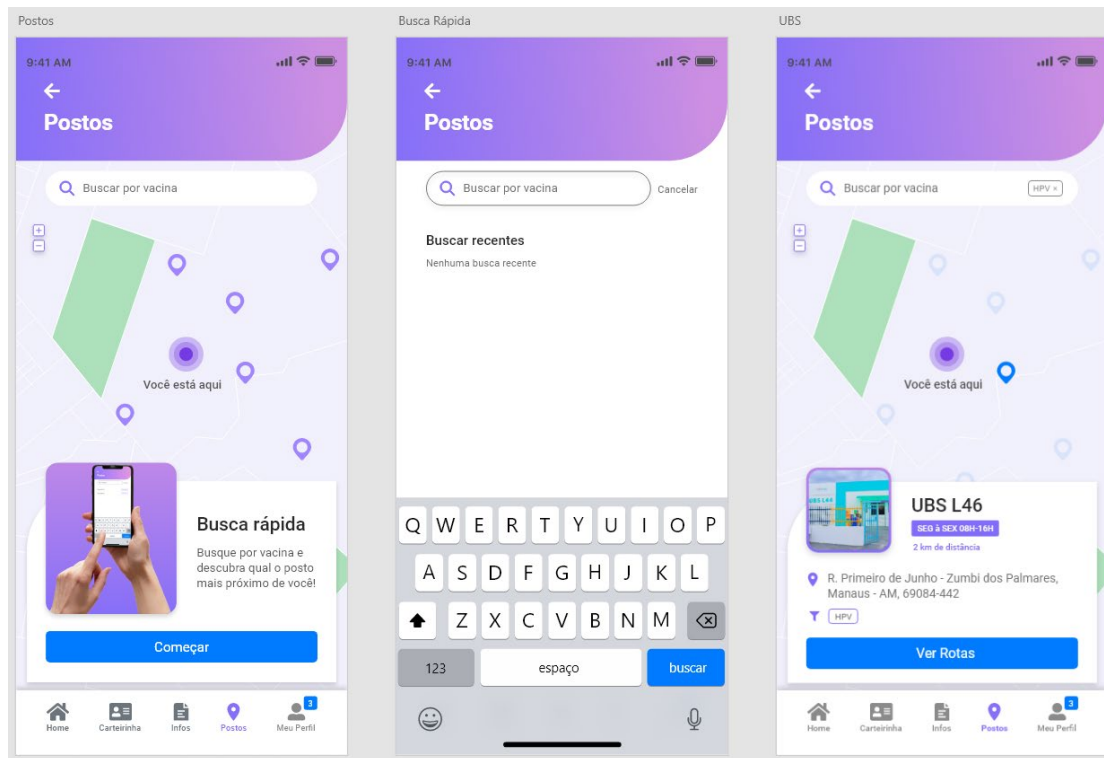 Postos
9:41 AM
Postos
Buscar por vacina
+
−
Você está aqui
Busca rápida
Busque por vacina e
descubra qual o posto
mais próximo de você!
Começar
Home
Carteirinha
Infos
Postos
Meu Perfil
3
Busca Rápida
9:41 AM
Postos
Buscar por vacina
Cancelar
Buscar recentes
Nenhuma busca recente
Q W E R T Y U I O P
A S D F G H J K L
Z X C V B N M
123
espaço
buscar
UBS
9:41 AM
Postos
Buscar por vacina
HPV ×
+
−
Você está aqui
UBS L46
UBS L46
SEG à SEX 08H-16H
2 km de distância
R. Primeiro de Junho - Zumbi dos Palmares,
Manaus - AM, 69084-442
HPV
Ver Rotas
Home
Carteirinha
Infos
Postos
Meu Perfil
3